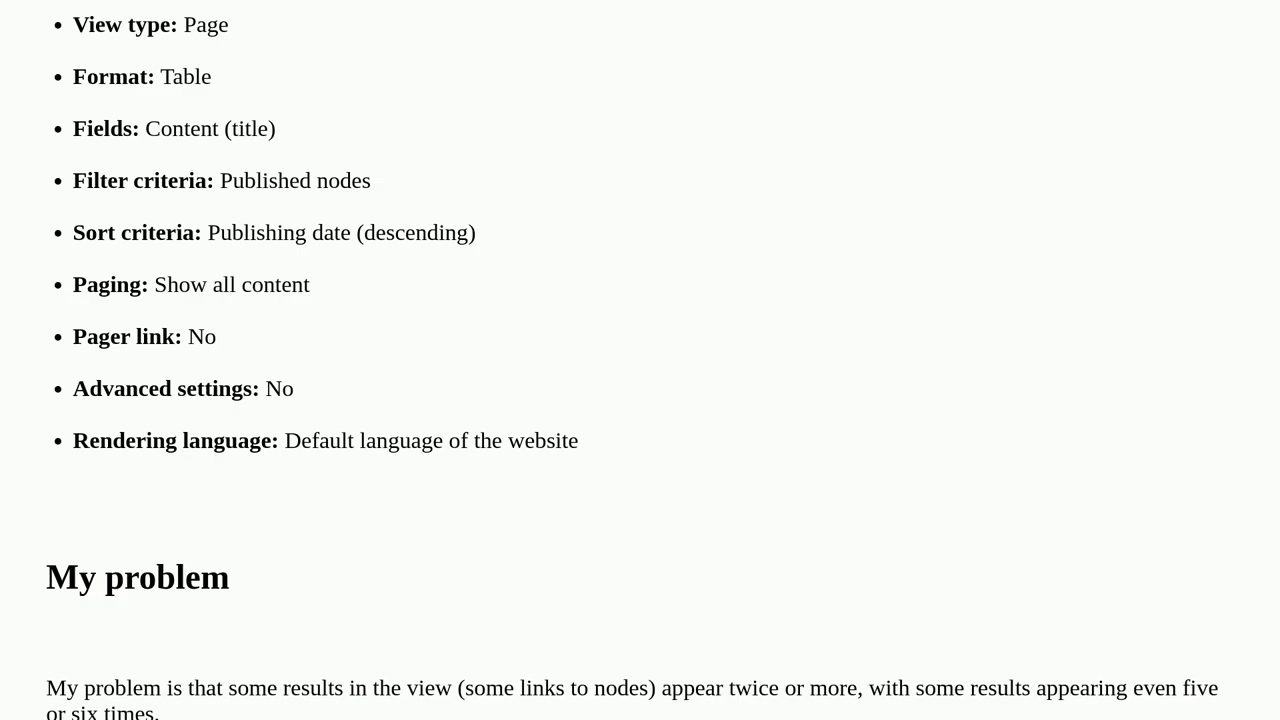 • View type: Page
• Format: Table
• Fields: Content (title)
• Filter criteria: Published nodes
• Sort criteria: Publishing date (descending)
• Paging: Show all content
• Pager link: No
• Advanced settings: No
• Rendering language: Default language of the website
My problem
My problem is that some results in the view (some links to nodes) appear twice or more, with some results appearing even five
or six times.